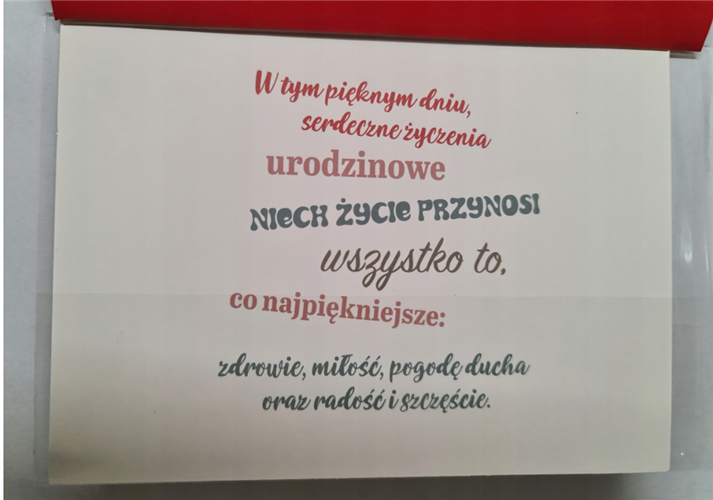 W tym pięknym dniu,
serdeczne życzenia
urodzinowe
NIECH ŻYCIE PRZYNOSI
wszystko to,
co najpiękniejsze:
zdrowie, miłość, pogodę ducha
oraz radość i szczęście.